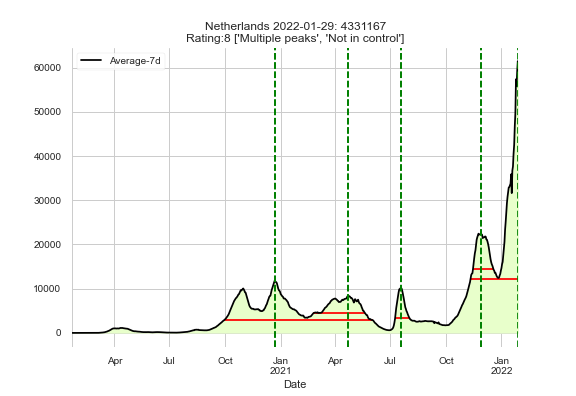 Netherlands 2022-01-29: 4331167
Rating:8 ['Multiple peaks', 'Not in control']
Average-7d
60000
50000
40000
30000
20000
10000
0
Apr Jul Oct Jan Apr Jul Oct Jan
2021 2022
Date